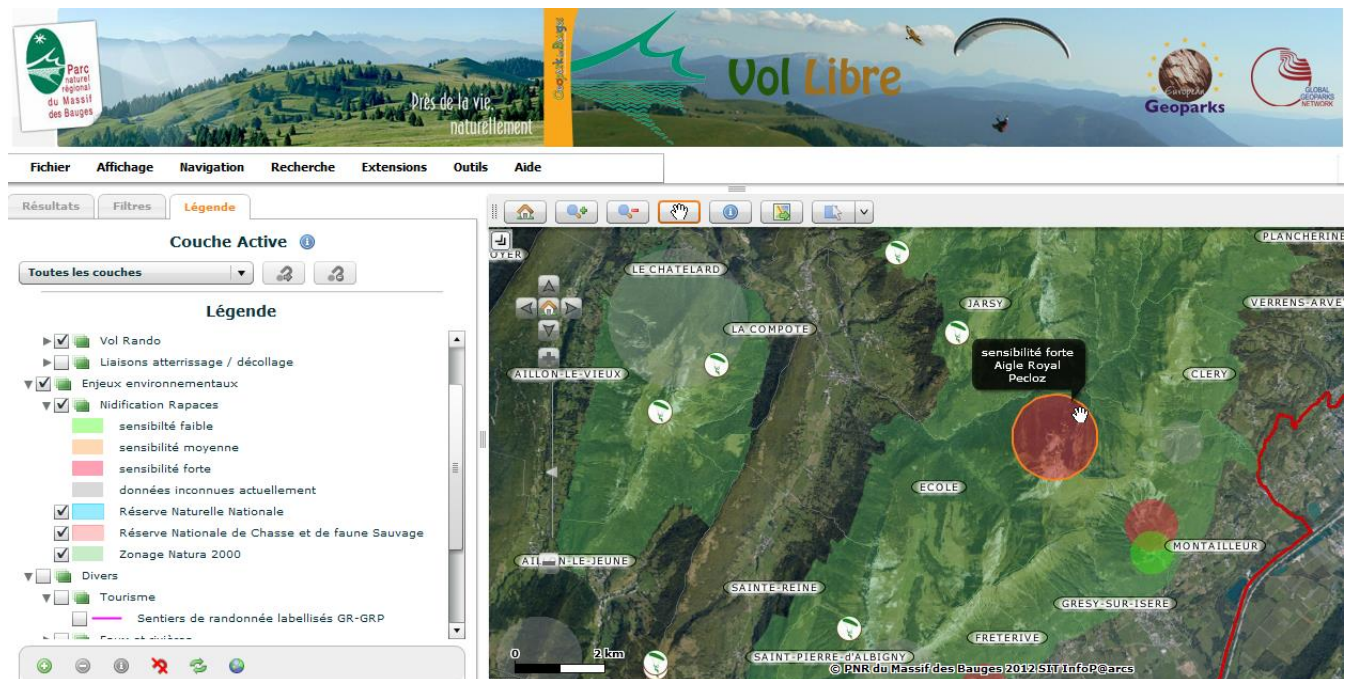 Parc
naturel
régional
du Massif
des Bauges
Près de la vie,
naturellement
Geopark des Bauges
Vol Libre
European
Geoparks
GLOBAL
GEOPARKS
NETWORK
Fichier Affichage Navigation Recherche Extensions Outils Aide
Résultats Filtres Légende
Couche Active
Toutes les couches
Légende
Vol Rando
Liaisons atterrissage / décollage
Enjeux environnementaux
Nidification Rapaces
sensibilté faible
sensibilité moyenne
sensibilité forte
données inconnues actuellement
Réserve Naturelle Nationale
Réserve Nationale de Chasse et de faune Sauvage
Zonage Natura 2000
Divers
Tourisme
Sentiers de randonnée labellisés GR-GRP
PLANCHERINE
OYER
LE CHATELARD
JARSY
VERRENS-ARVE
LA COMPOTE
sensibilité forte
Aigle Royal
Pecloz
AILLON-LE-VIEUX
CLERY
ECOLE
MONTAILLEUR
AILLON-LE-JEUNE
SAINTE-REINE
GRESY-SUR-ISERE
FRETERIVE
0 2 km
SAINT-PIERRE-d'ALBIGNY
© PNR du Massif des Bauges 2012 SIT InfoP@arcs